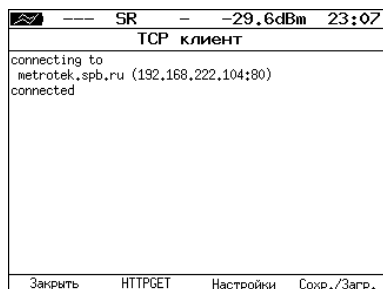 --- SR - -29.6dBm 23:07
TCP клиент
connecting to
metrotek.spb.ru (192.168.222.104:80)
connected
Закрыть HTTPGET Настройки Сохр./Загр.